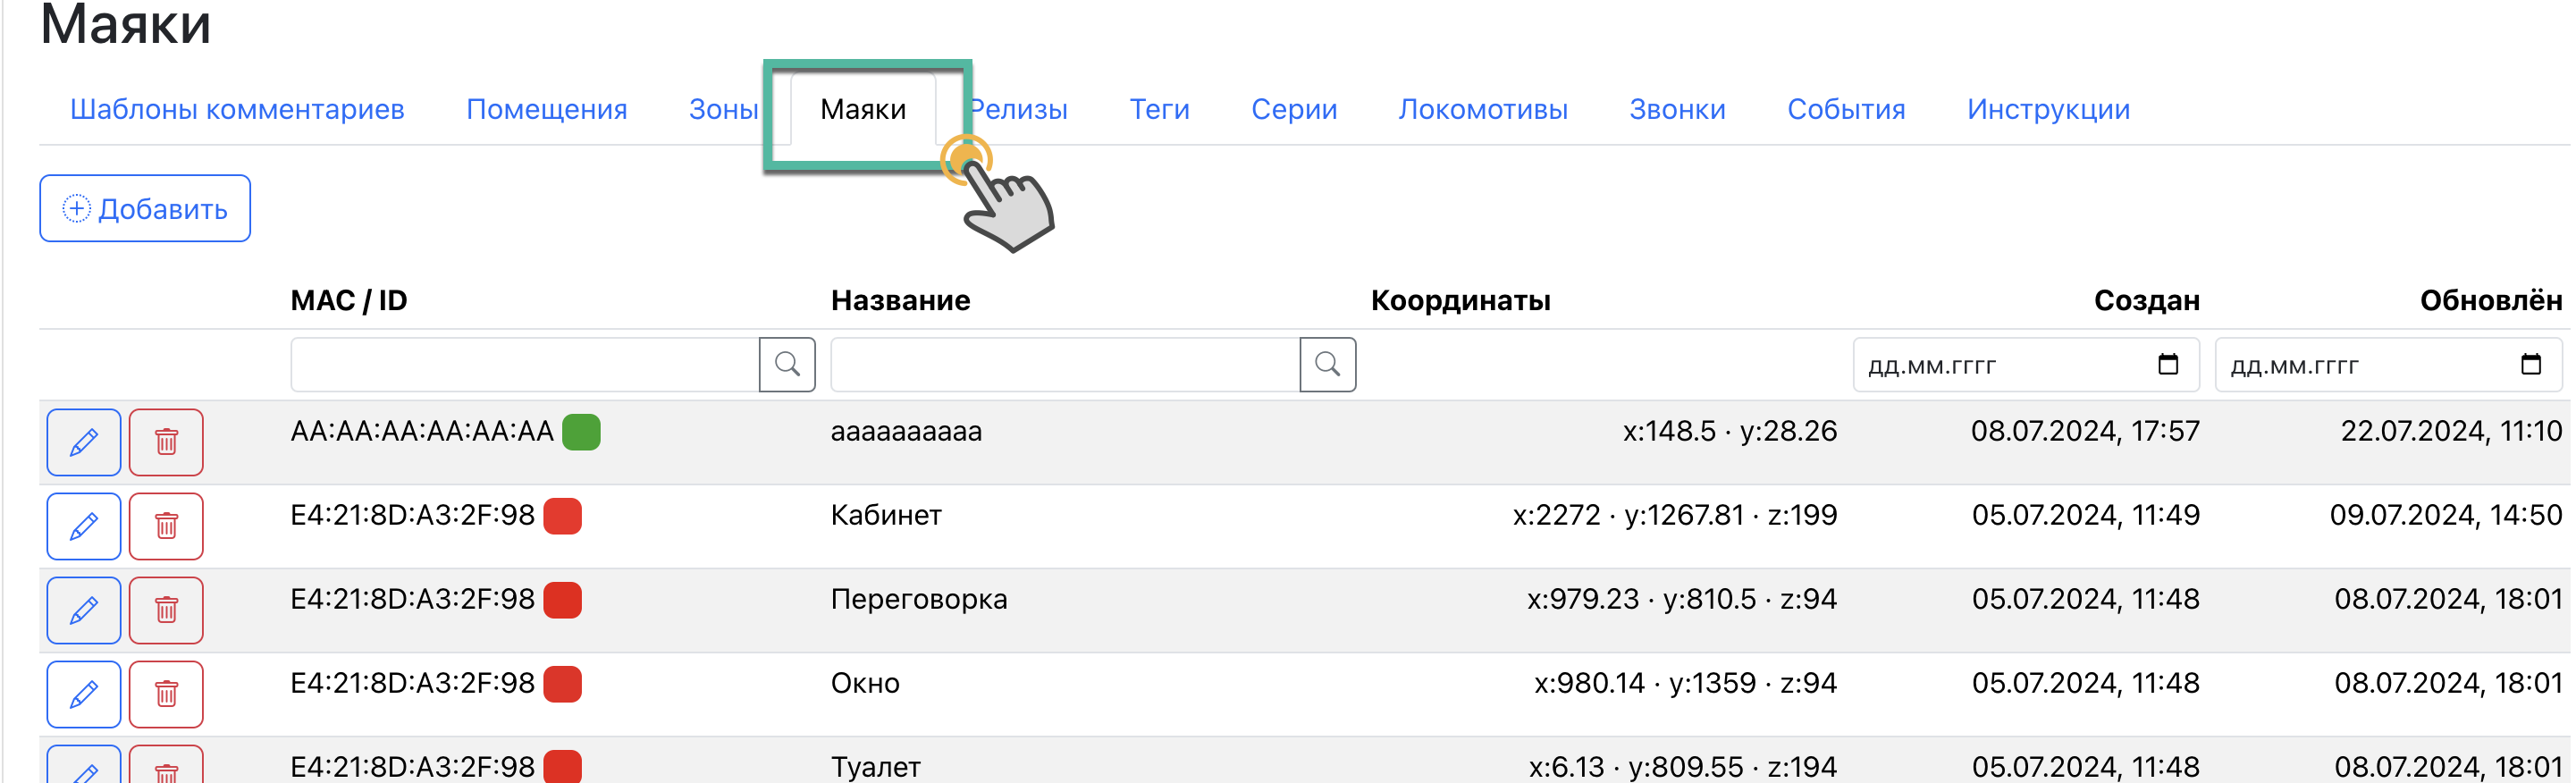 Маяки
Шаблоны комментариев Помещения Зоны Маяки Релизы Теги Серии Локомотивы Звонки События Инструкции
Добавить
MAC / ID Название Координаты Создан Обновлён
дд.мм.гггг дд.мм.гггг
AA:AA:AA:AA:AA:AA аааааааааа x:148.5 · y:28.26 08.07.2024, 17:57 22.07.2024, 11:10
E4:21:8D:A3:2F:98 Кабинет x:2272 · y:1267.81 · z:199 05.07.2024, 11:49 09.07.2024, 14:50
E4:21:8D:A3:2F:98 Переговорка x:979.23 · y:810.5 · z:94 05.07.2024, 11:48 08.07.2024, 18:01
E4:21:8D:A3:2F:98 Окно x:980.14 · y:1359 · z:94 05.07.2024, 11:48 08.07.2024, 18:01
E4:21:8D:A3:2F:98 Туалет x:6.13 · y:809.55 · z:194 05.07.2024, 11:48 08.07.2024, 18:01